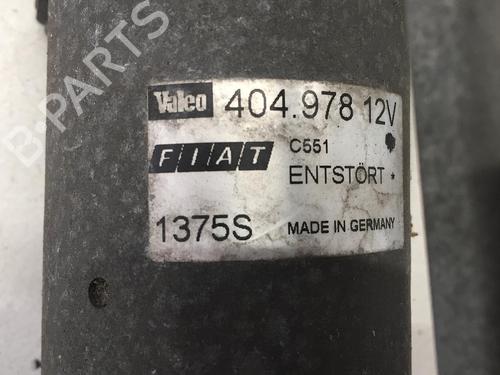 B-PARTS
Valeo 404.978 12V
FIAT C551
ENTSTÖRT
1375S MADE IN GERMANY